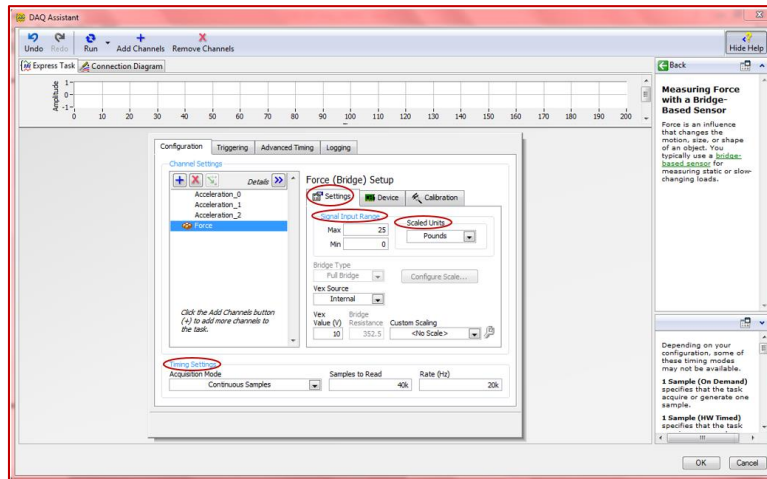 DAQ Assistant
Undo Redo Run Add Channels Remove Channels Hide Help
Express Task Connection Diagram
Amplitude
1
0
-1
0 10 20 30 40 50 60 70 80 90 100 110 120 130 140 150 160 170 180 190 200
Configuration Triggering Advanced Timing Logging
Channel Settings
Details
Acceleration_0
Acceleration_1
Acceleration_2
Force
Click the Add Channels button
(+) to add more channels to
the task.
Force (Bridge) Setup
Settings Device Calibration
Signal Input Range
Max 25
Min 0
Scaled Units
Pounds
Bridge Type
Full Bridge
Configure Scale...
Vex Source
Internal
Vex
Value (V)
10
Bridge
Resistance
352.5
Custom Scaling
<No Scale>
Timing Settings
Acquisition Mode
Continuous Samples
Samples to Read
40k
Rate (Hz)
20k
Back
Measuring Force
with a Bridge-
Based Sensor
Force is an influence
that changes the
motion, size, or shape
of an object. You
typically use a bridge-
based sensor for
measuring static or slow-
changing loads.
Depending on your
configuration, some of
these timing modes
may not be available.
1 Sample (On Demand)
specifies that the task
acquire or generate one
sample.
1 Sample (HW Timed)
specifies that the task
OK Cancel